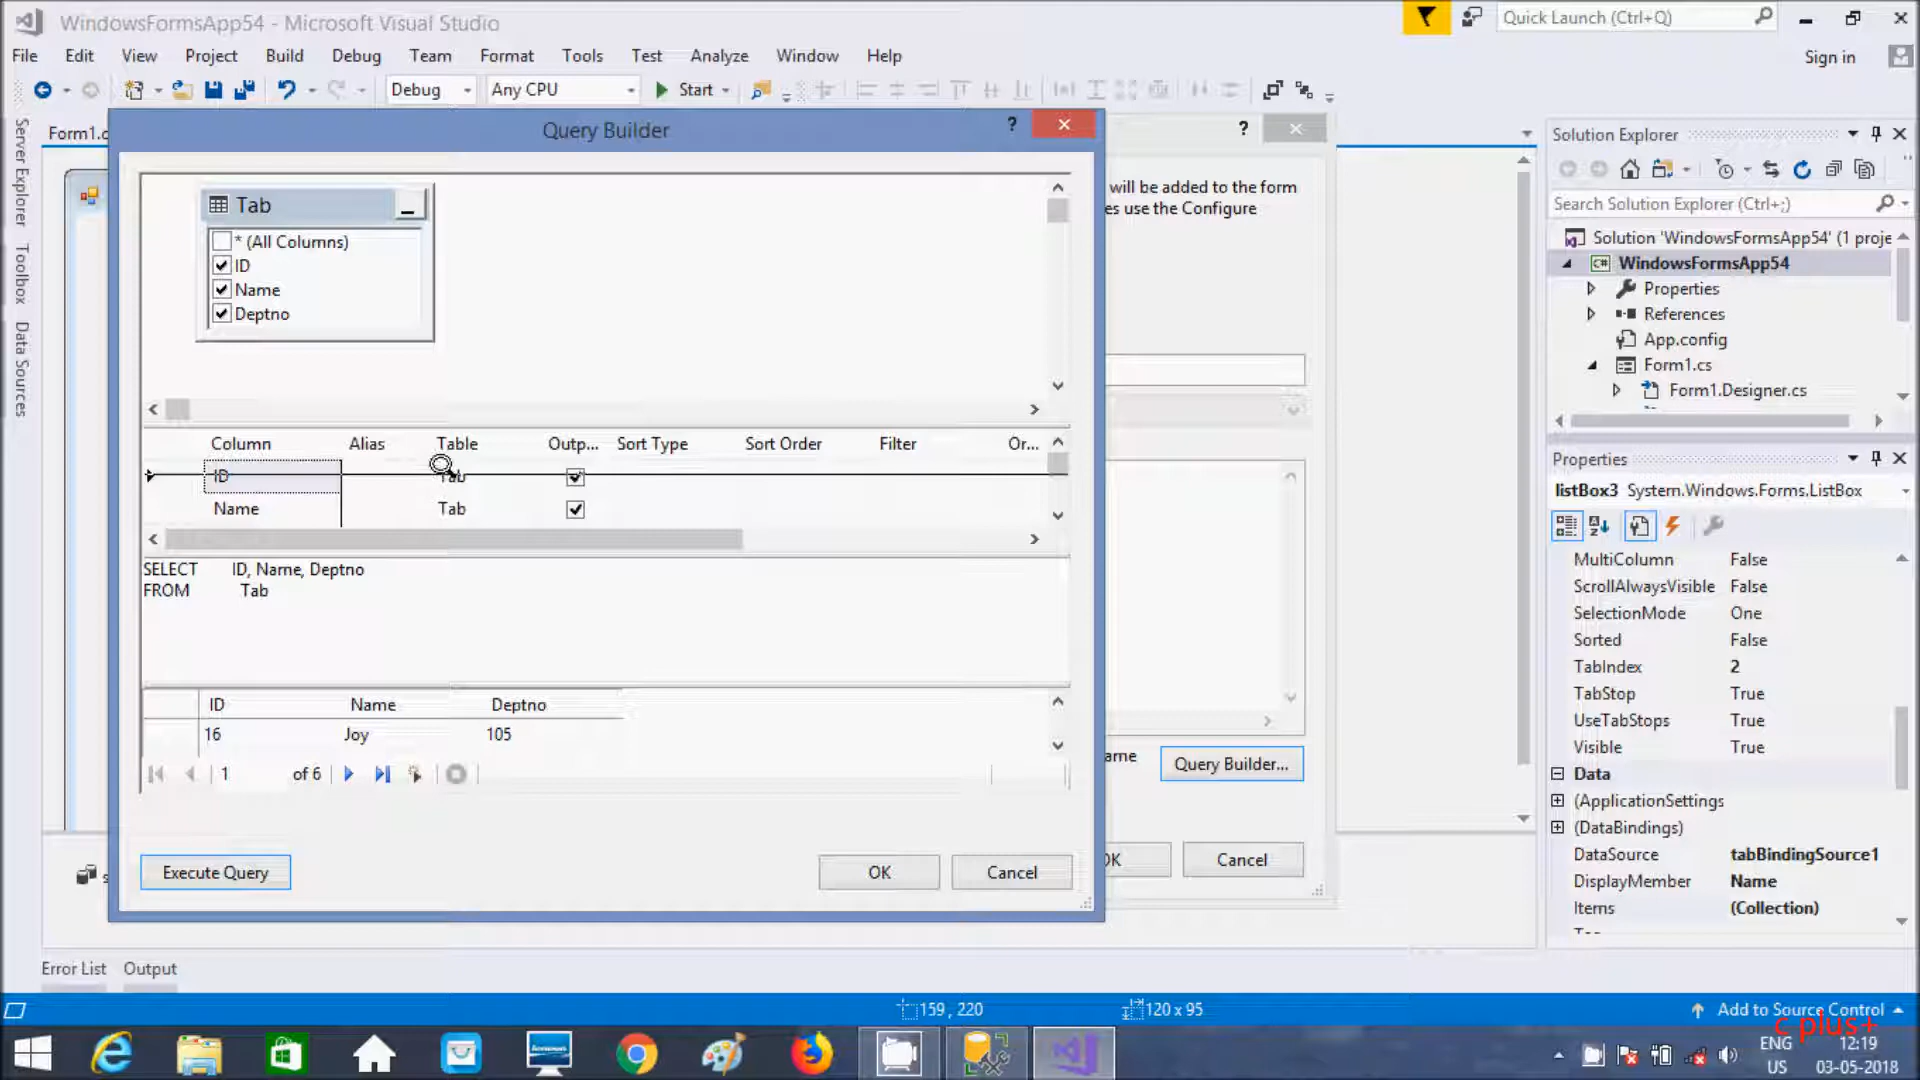 WindowsFormsApp54 - Microsoft Visual Studio
Quick Launch (Ctrl+Q)
File Edit View Project Build Debug Team Format Tools Test Analyze Window Help
Sign in
Debug Any CPU Start
Server Explorer
Toolbox
Data Sources
Form1.c
Query Builder
?
?
will be added to the form
es use the Configure
Tab
* (All Columns)
ID
Name
Deptno
Column Alias Table Outp... Sort Type Sort Order Filter Or...
ID Tab
Name Tab
SELECT ID, Name, Deptno
FROM Tab
ID Name Deptno
16 Joy 105
1 of 6
ame
Query Builder...
Execute Query
OK
Cancel
OK
Cancel
s
Solution Explorer
Search Solution Explorer (Ctrl+;)
Solution 'WindowsFormsApp54' (1 proje
C# WindowsFormsApp54
Properties
References
App.config
Form1.cs
Form1.Designer.cs
Properties
listBox3 System.Windows.Forms.ListBox
MultiColumn False
ScrollAlwaysVisible False
SelectionMode One
Sorted False
TabIndex 2
TabStop True
UseTabStops True
Visible True
Data
(ApplicationSettings
(DataBindings)
DataSource tabBindingSource1
DisplayMember Name
Items (Collection)
Error List Output
159 , 220
120 x 95
Add to Source Control
c plus+
ENG
US
12:19
03-05-2018